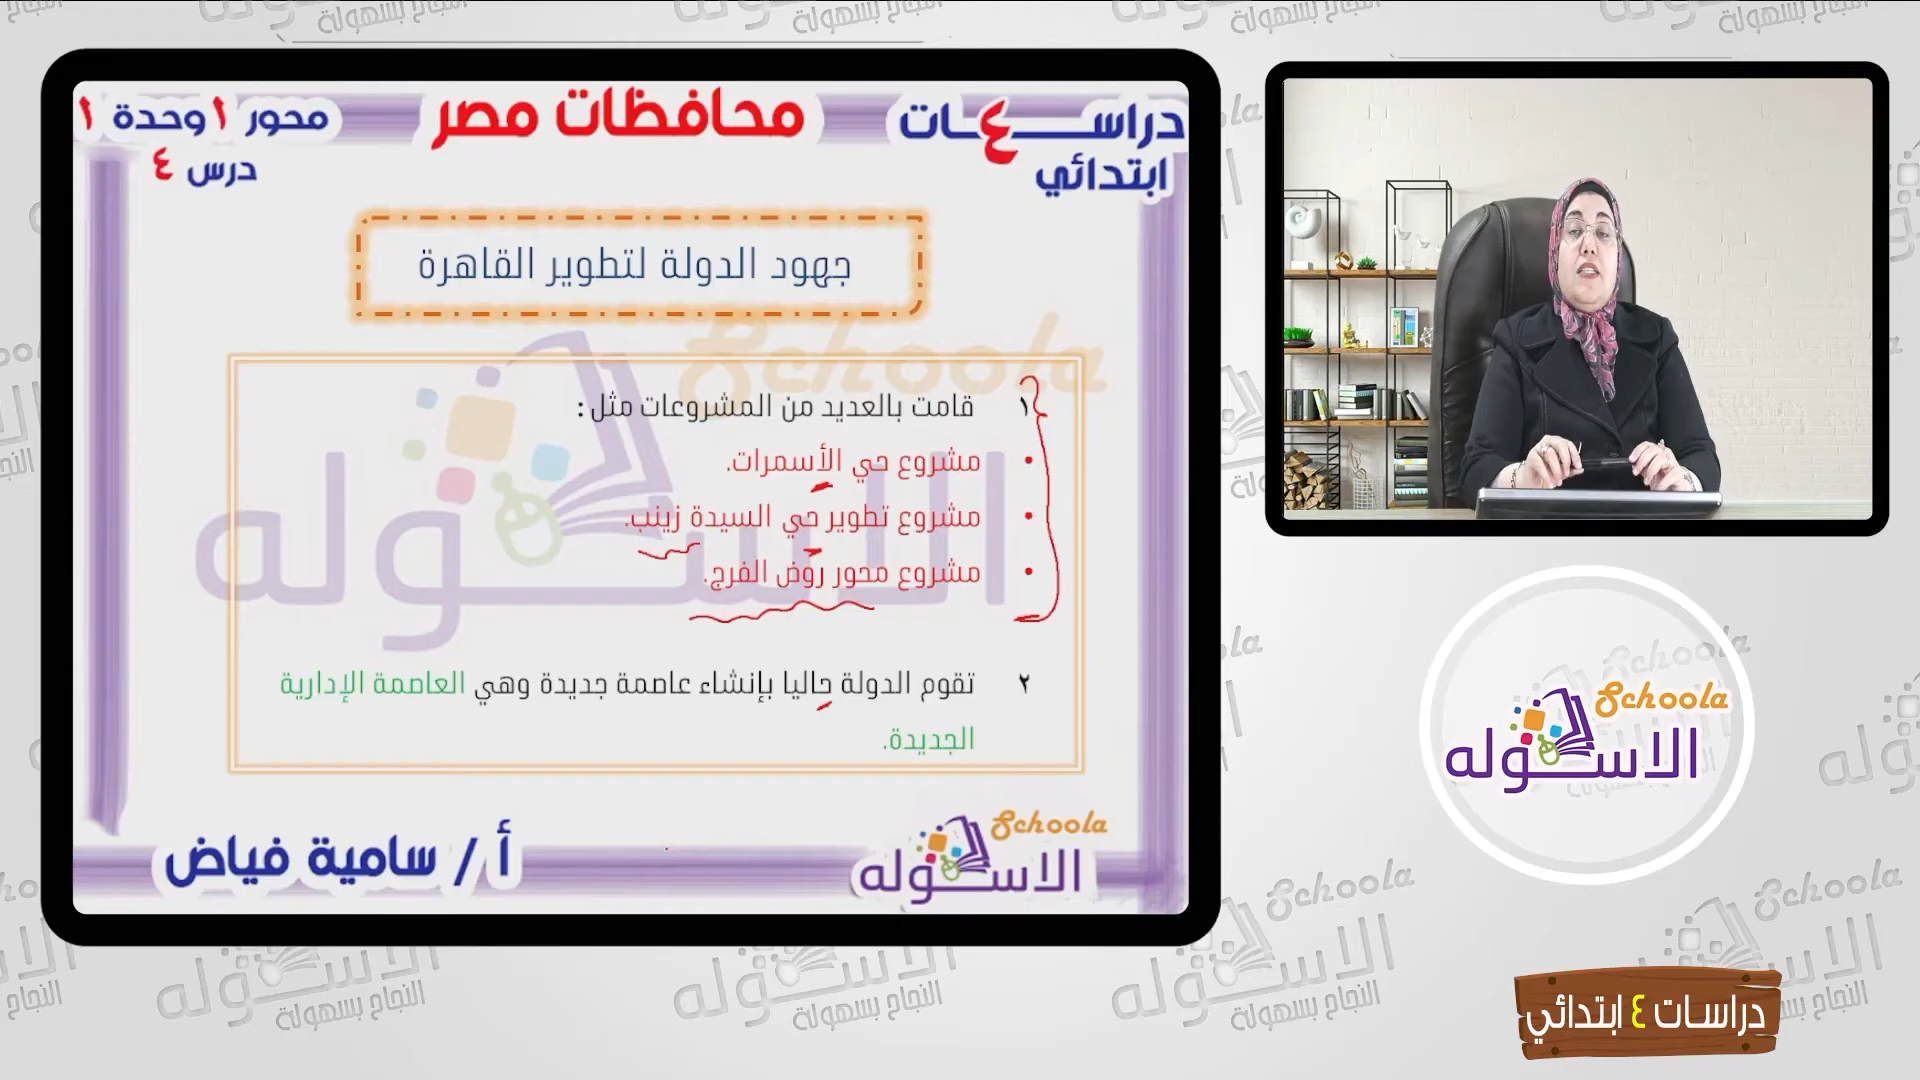 دراســـــات ٤
ابتدائي
محافظات مصر
محور ١ وحدة ١
درس ٤
جهود الدولة لتطوير القاهرة
١ قامت بالعديد من المشروعات مثل :
• مشروع حي الأسمرات.
• مشروع تطوير حي السيدة زينب.
• مشروع محور روض الفرج.
٢ تقوم الدولة حاليا بإنشاء عاصمة جديدة وهي العاصمة الإدارية
الجديدة.
أ / سامية فياض
Schoola
الاسكوله
Schoola
الاسكوله
دراسات ٤ ابتدائي
النجاح بسهولة